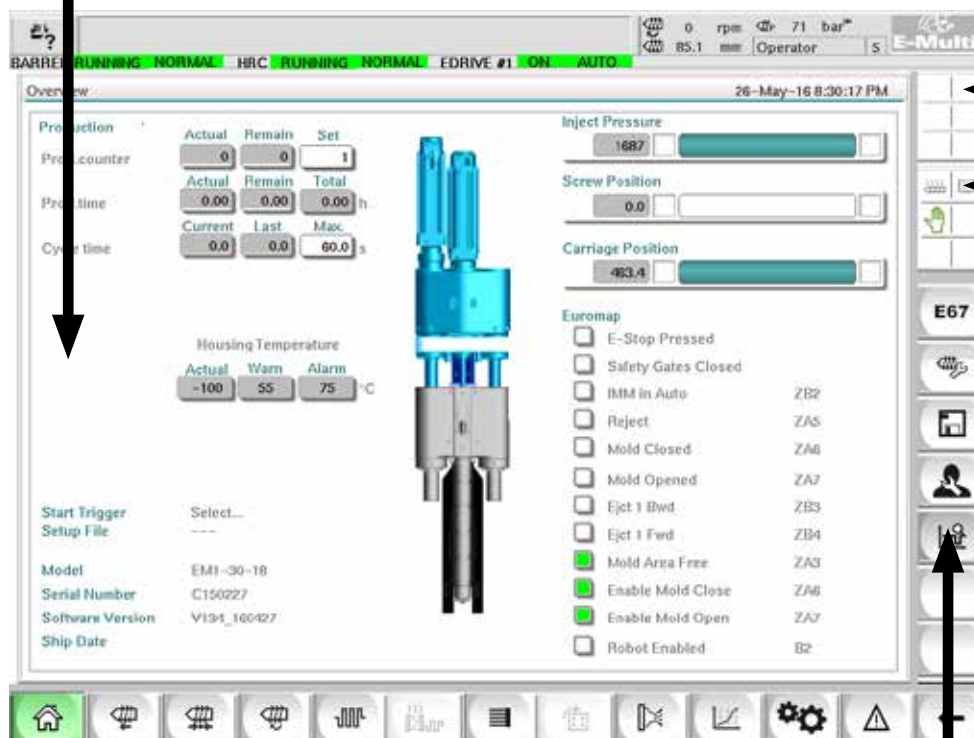 0 rpm 71 bar"
85.1 mm Operator S
E-Multi
BARREL RUNNING NORMAL HRC RUNNING NORMAL EDRIVE #1 ON AUTO
Overview 26-May-16 8:30:17 PM
Production
Actual Remain Set
Prod.counter 0 0 1
Actual Remain Total
Prod.time 0.00 0.00 0.00 h
Current Last Max.
Cycle time 0.0 0.0 60.0 s
Housing Temperature
Actual Warn Alarm
-100 55 75 °C
Start Trigger Select...
Setup File ---
Model EM1-30-18
Serial Number C150227
Software Version V134_160427
Ship Date
Inject Pressure
1687
Screw Position
0.0
Carriage Position
463.4
Euromap
E-Stop Pressed
Safety Gates Closed
IMM in Auto ZB2
Reject ZA5
Mold Closed ZA6
Mold Opened ZA7
Ejct 1 Bwd ZB3
Ejct 1 Fwd ZB4
Mold Area Free ZA3
Enable Mold Close ZA6
Enable Mold Open ZA7
Robot Enabled B2
E67